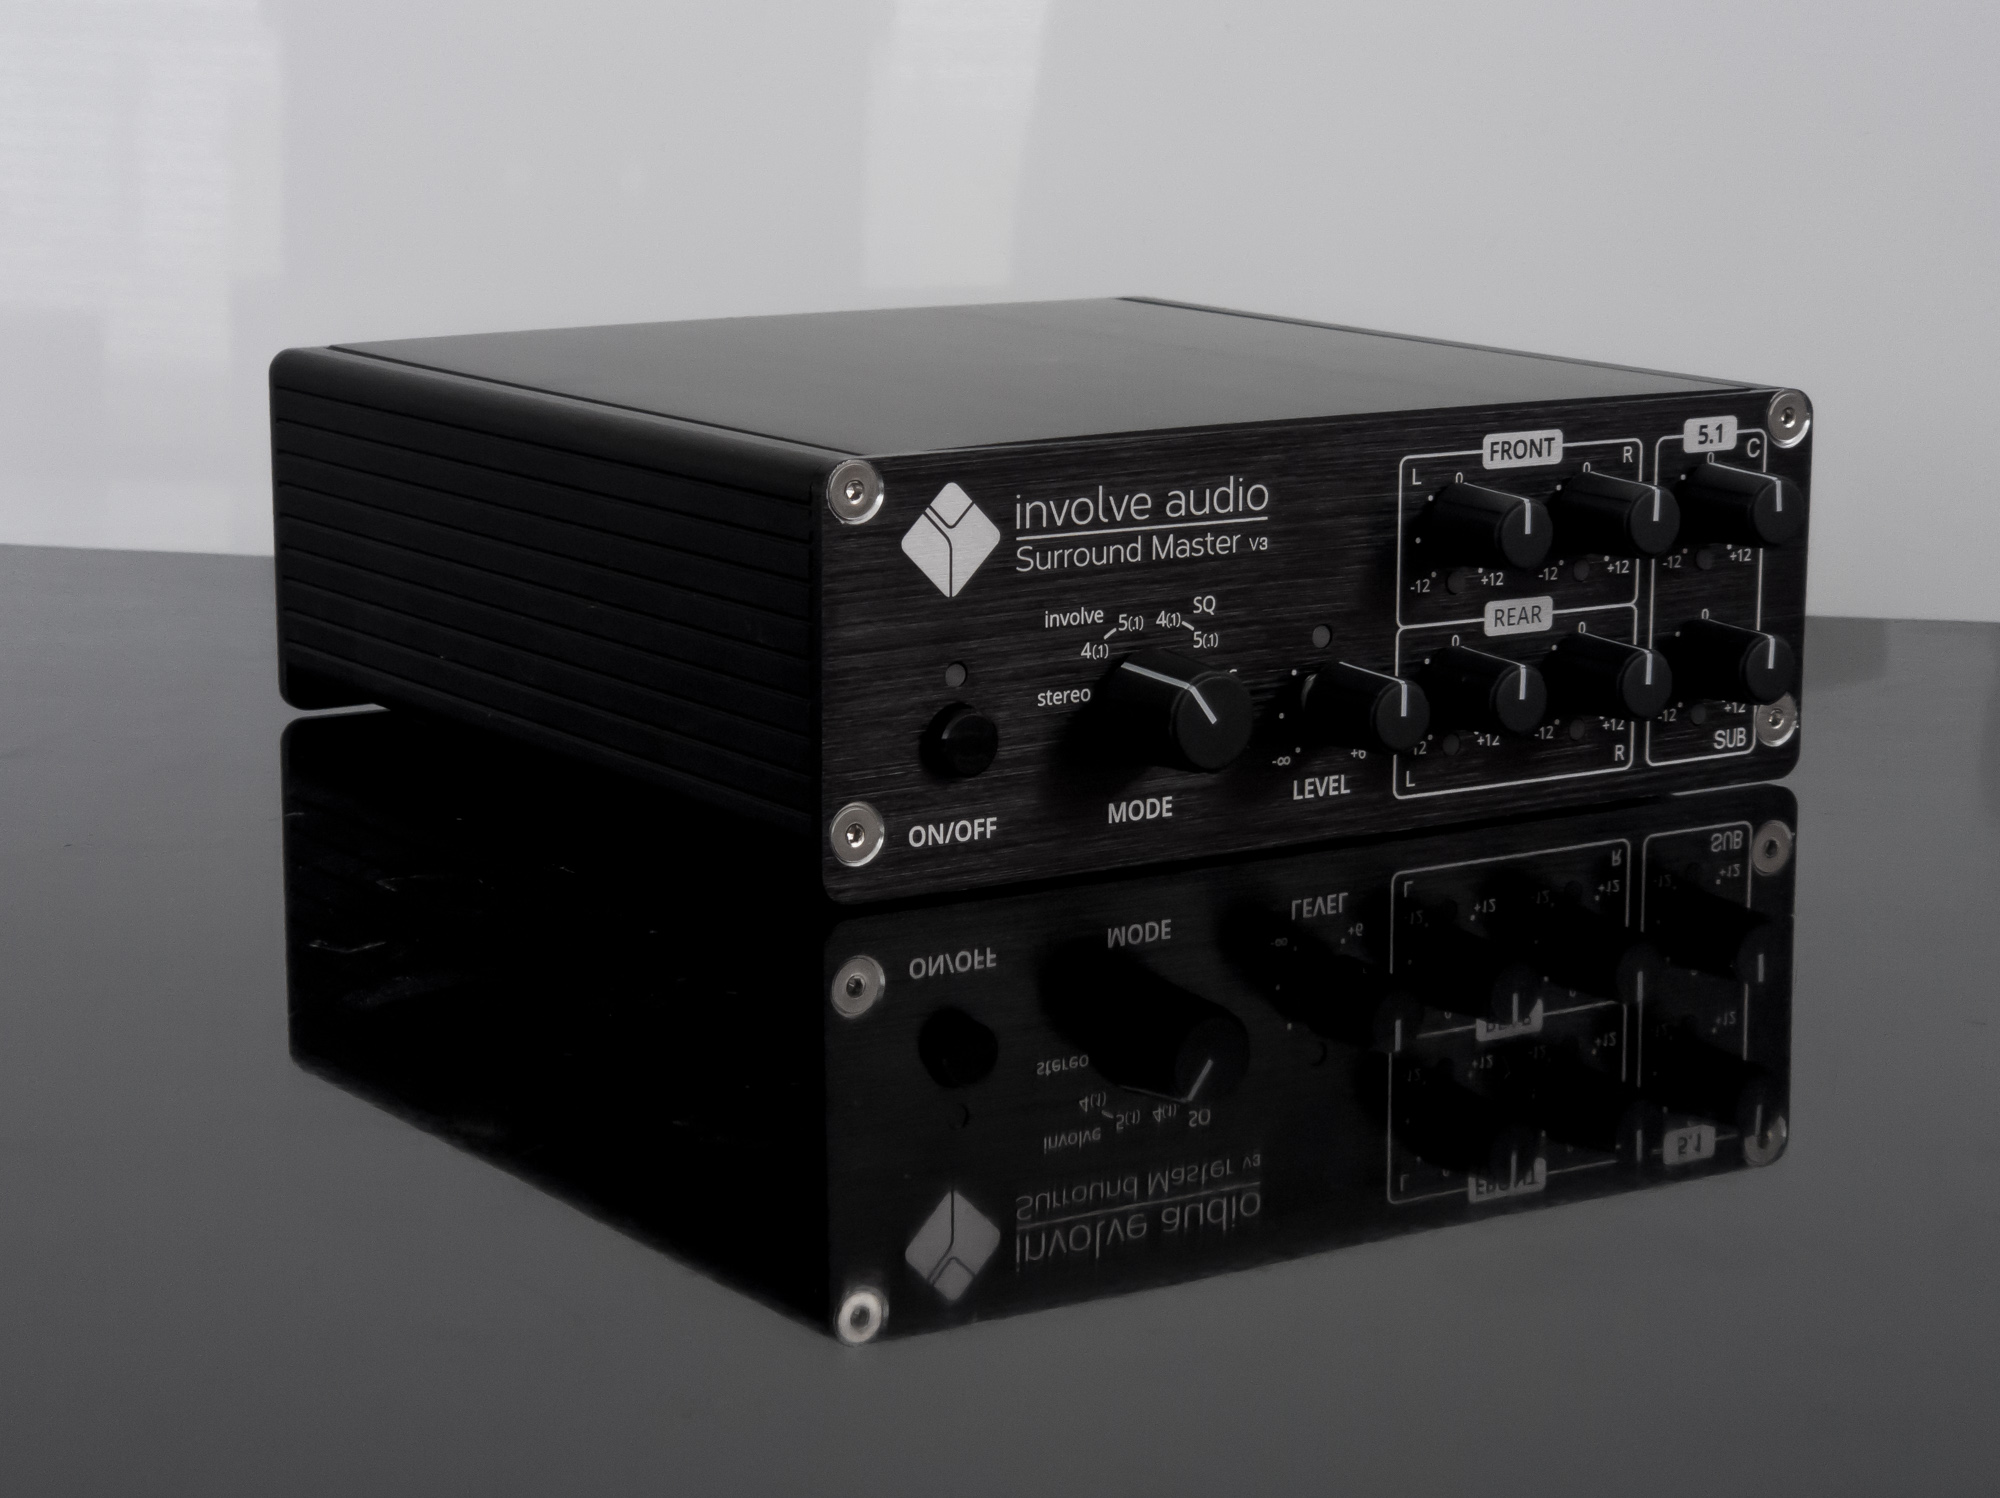 involve audio
Surround Master v3
involve
4(.1)
5(.1)
4(.1)
SQ
5(.1)
stereo
ON/OFF
MODE
-∞
+6
LEVEL
FRONT
L
0
0
R
-12
+12
-12
+12
5.1
C
0
-12
+12
REAR
0
0
12
+12
-12
+12
L
R
0
-12
+12
SUB